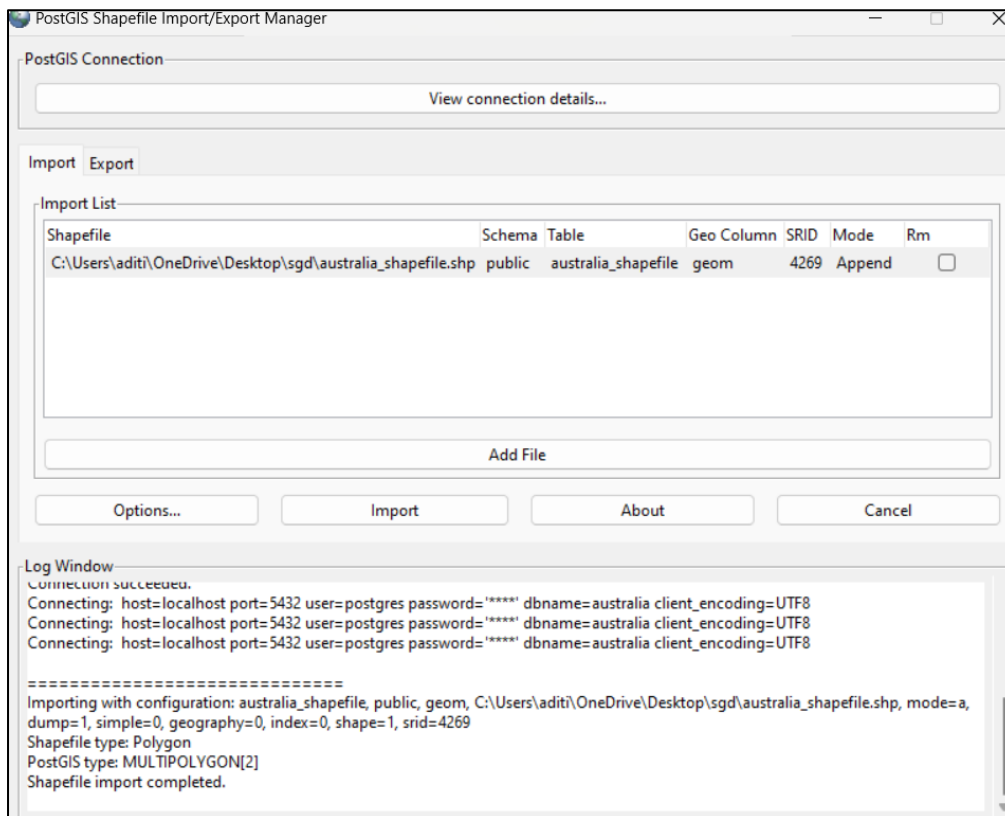 PostGIS Shapefile Import/Export Manager
PostGIS Connection
View connection details...
Import Export
Import List
Shapefile Schema Table Geo Column SRID Mode Rm
C:\Users\aditi\OneDrive\Desktop\sgd\australia_shapefile.shp public australia_shapefile geom 4269 Append
Add File
Options... Import About Cancel
Log Window
Connection succeeded.
Connecting: host=localhost port=5432 user=postgres password='****' dbname=australia client_encoding=UTF8
Connecting: host=localhost port=5432 user=postgres password='****' dbname=australia client_encoding=UTF8
Connecting: host=localhost port=5432 user=postgres password='****' dbname=australia client_encoding=UTF8
==============================
Importing with configuration: australia_shapefile, public, geom, C:\Users\aditi\OneDrive\Desktop\sgd\australia_shapefile.shp, mode=a,
dump=1, simple=0, geography=0, index=0, shape=1, srid=4269
Shapefile type: Polygon
PostGIS type: MULTIPOLYGON[2]
Shapefile import completed.